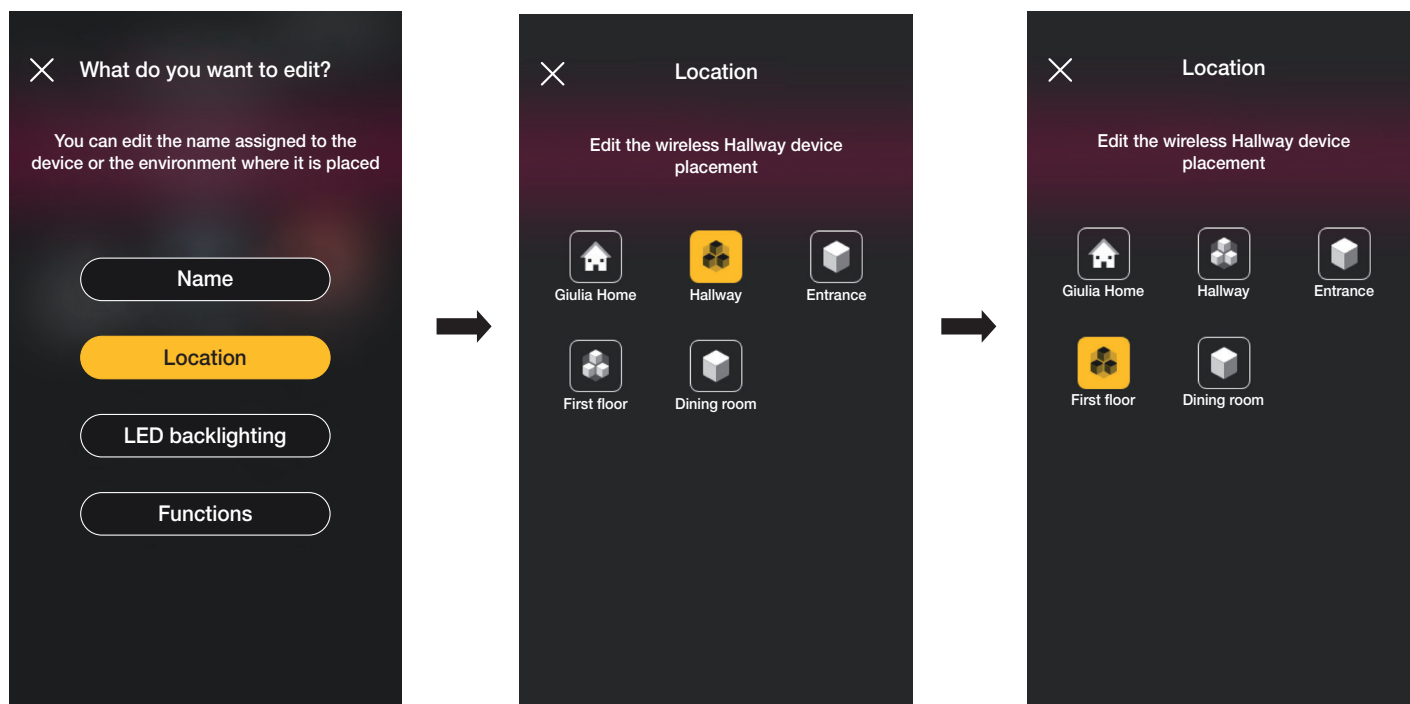 What do you want to edit?
You can edit the name assigned to the
device or the environment where it is placed
Name
Location
LED backlighting
Functions
Location
Edit the wireless Hallway device
placement
Giulia Home
Hallway
Entrance
First floor
Dining room
Location
Edit the wireless Hallway device
placement
Giulia Home
Hallway
Entrance
First floor
Dining room